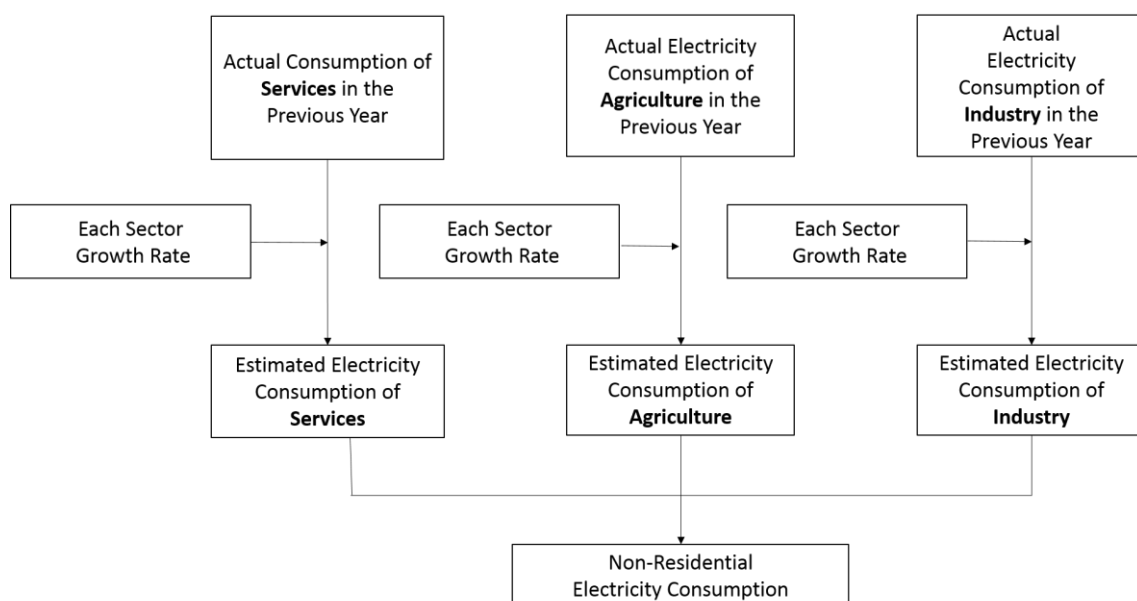 Actual Consumption of
Services in the
Previous Year
Actual Electricity
Consumption of
Agriculture in the
Previous Year
Actual
Electricity
Consumption of
Industry in the
Previous Year
Each Sector
Growth Rate
Each Sector
Growth Rate
Each Sector
Growth Rate
Estimated Electricity
Consumption of
Services
Estimated Electricity
Consumption of
Agriculture
Estimated Electricity
Consumption of
Industry
Non-Residential
Electricity Consumption